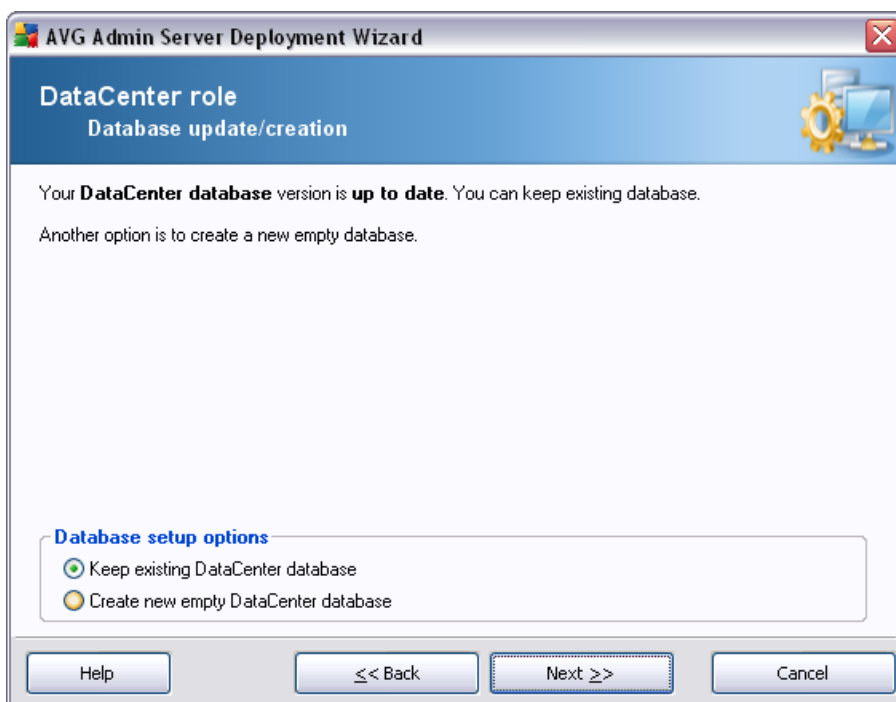 AVG Admin Server Deployment Wizard
DataCenter role
Database update/creation
Your DataCenter database version is up to date. You can keep existing database.
Another option is to create a new empty database.
Database setup options
Keep existing DataCenter database
Create new empty DataCenter database
Help
<< Back
Next >>
Cancel